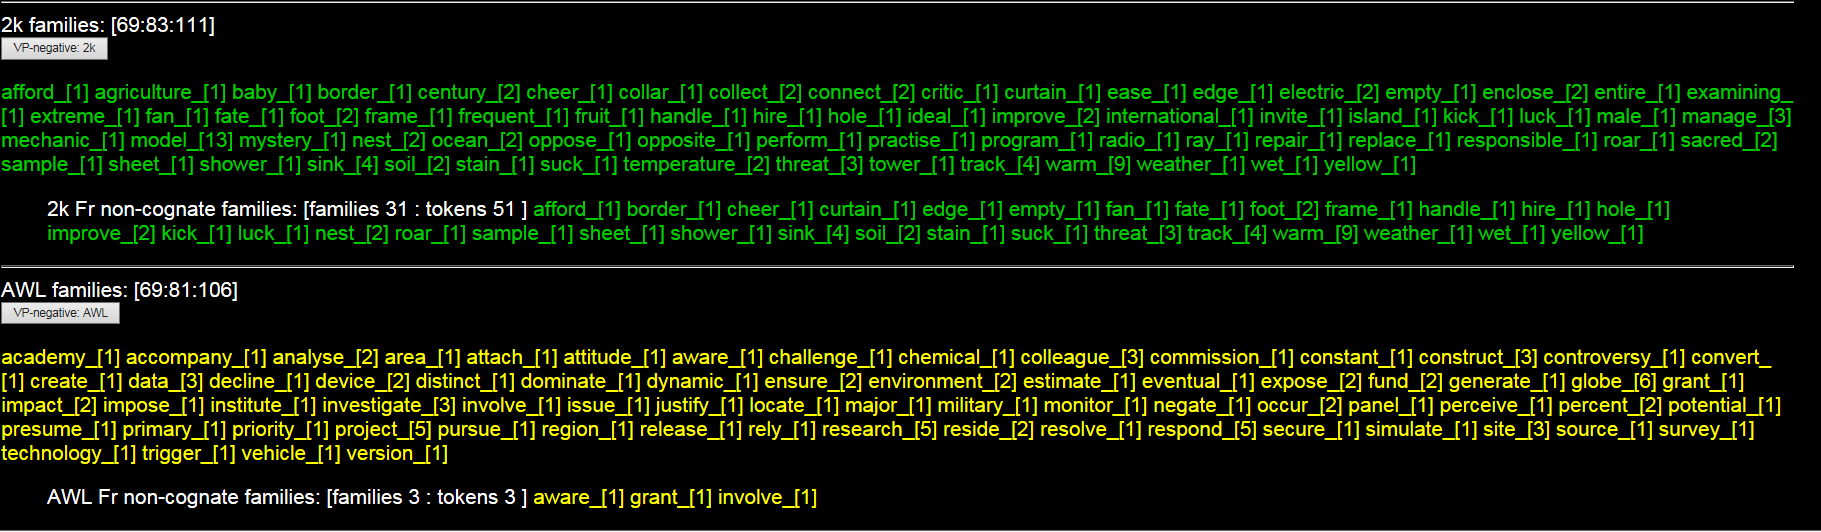 2k families: [69:83:111]
VP-negative: 2k
afford_[1] agriculture_[1] baby_[1] border_[1] century_[2] cheer_[1] collar_[1] collect_[2] connect_[2] critic_[1] curtain_[1] ease_[1] edge_[1] electric_[2] empty_[1] enclose_[2] entire_[1] examining_
[1] extreme_[1] fan_[1] fate_[1] foot_[2] frame_[1] frequent_[1] fruit_[1] handle_[1] hire_[1] hole_[1] ideal_[1] improve_[2] international_[1] invite_[1] island_[1] kick_[1] luck_[1] male_[1] manage_[3]
mechanic_[1] model_[13] mystery_[1] nest_[2] ocean_[2] oppose_[1] opposite_[1] perform_[1] practise_[1] program_[1] radio_[1] ray_[1] repair_[1] replace_[1] responsible_[1] roar_[1] sacred_[2]
sample_[1] sheet_[1] shower_[1] sink_[4] soil_[2] stain_[1] suck_[1] temperature_[2] threat_[3] tower_[1] track_[4] warm_[9] weather_[1] wet_[1] yellow_[1]
2k Fr non-cognate families: [families 31 : tokens 51 ] afford_[1] border_[1] cheer_[1] curtain_[1] edge_[1] empty_[1] fan_[1] fate_[1] foot_[2] frame_[1] handle_[1] hire_[1] hole_[1]
improve_[2] kick_[1] luck_[1] nest_[2] roar_[1] sample_[1] sheet_[1] shower_[1] sink_[4] soil_[2] stain_[1] suck_[1] threat_[3] track_[4] warm_[9] weather_[1] wet_[1] yellow_[1]
AWL families: [69:81:106]
VP-negative: AWL
academy_[1] accompany_[1] analyse_[2] area_[1] attach_[1] attitude_[1] aware_[1] challenge_[1] chemical_[1] colleague_[3] commission_[1] constant_[1] construct_[3] controversy_[1] convert_
[1] create_[1] data_[3] decline_[1] device_[2] distinct_[1] dominate_[1] dynamic_[1] ensure_[2] environment_[2] estimate_[1] eventual_[1] expose_[2] fund_[2] generate_[1] globe_[6] grant_[1]
impact_[2] impose_[1] institute_[1] investigate_[3] involve_[1] issue_[1] justify_[1] locate_[1] major_[1] military_[1] monitor_[1] negate_[1] occur_[2] panel_[1] perceive_[1] percent_[2] potential_[1]
presume_[1] primary_[1] priority_[1] project_[5] pursue_[1] region_[1] release_[1] rely_[1] research_[5] reside_[2] resolve_[1] respond_[5] secure_[1] simulate_[1] site_[3] source_[1] survey_[1]
technology_[1] trigger_[1] vehicle_[1] version_[1]
AWL Fr non-cognate families: [families 3 : tokens 3 ] aware_[1] grant_[1] involve_[1]